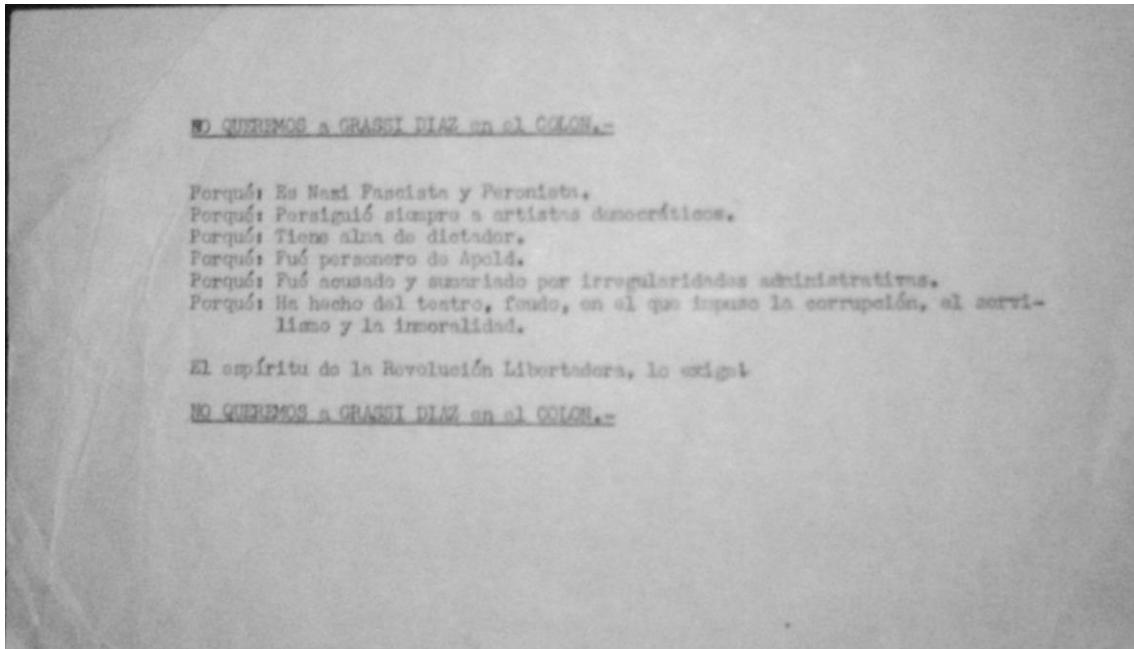 NO QUEREMOS a GRASSI DIAZ en el COLON.-
Porqué: Es Nazi Fascista y Peronista.
Porqué: Persiguió siempre a artistas democráticos.
Porqué: Tiene alma de dictador.
Porqué: Fué personero de Apold.
Porqué: Fué acusado y sumariado por irregularidades administrativas.
Porqué: Ha hecho del teatro, feudo, en el que impuso la corrupción, el servi-
lismo y la inmoralidad.
El espíritu de la Revolución Libertadora, lo exige!
NO QUEREMOS a GRASSI DIAZ en el COLON.-